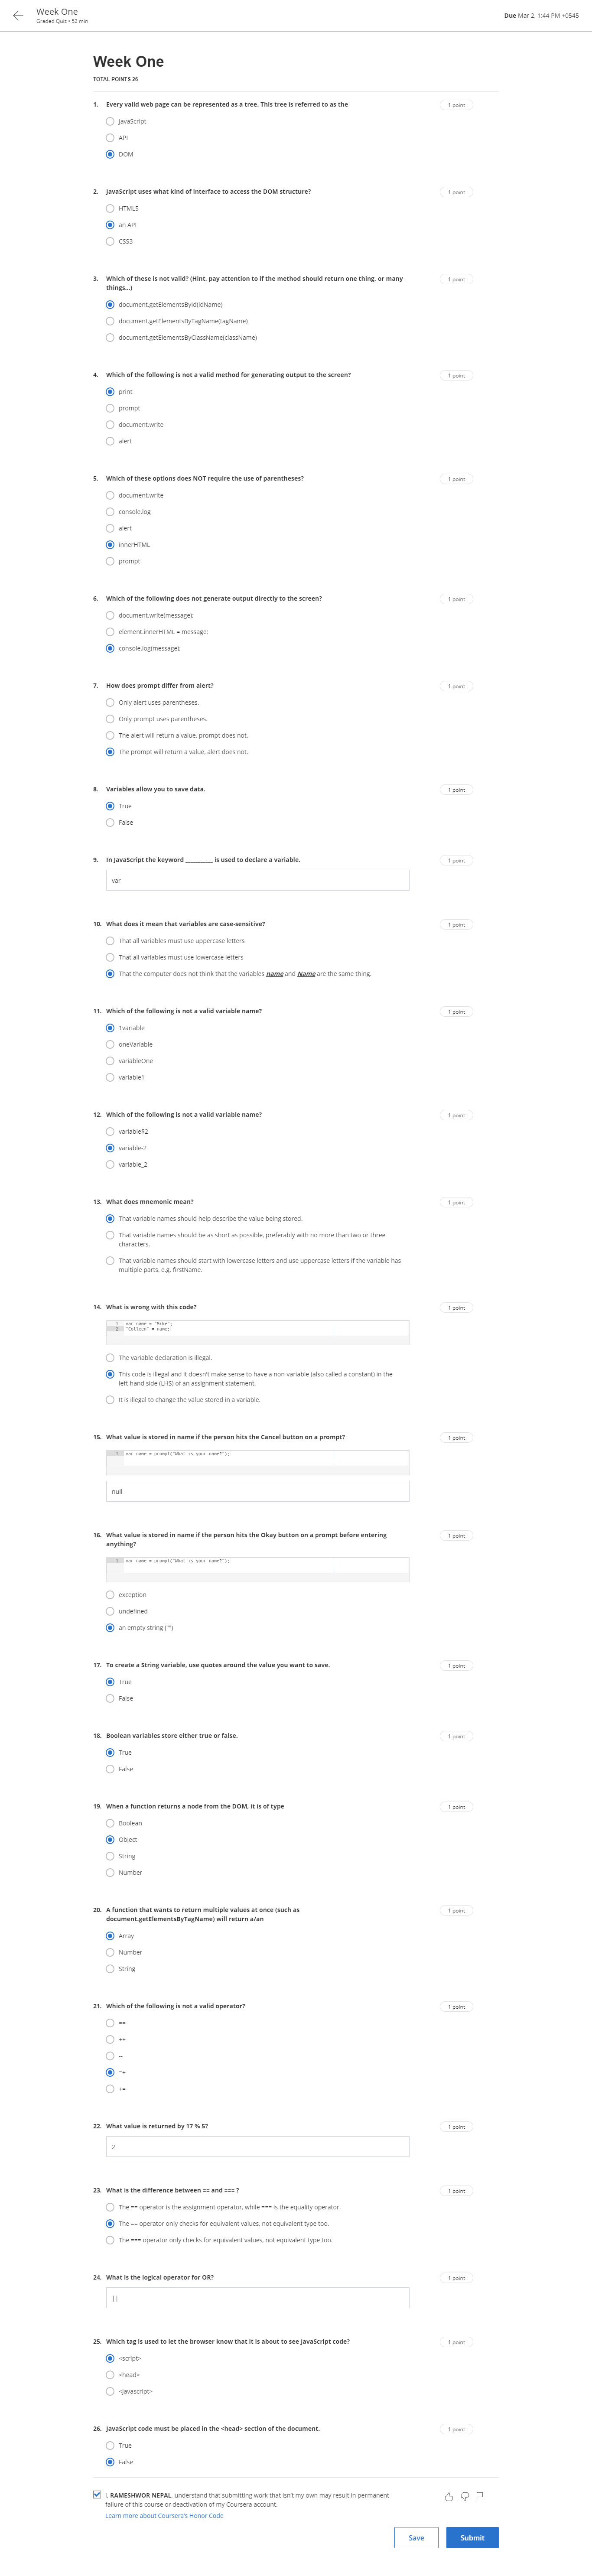 Week One
Graded Quiz • 52 min
Due Mar 2, 1:44 PM +0545
Week One
TOTAL POINTS 26
1. Every valid web page can be represented as a tree. This tree is referred to as the
1 point
JavaScript
API
DOM
2. JavaScript uses what kind of interface to access the DOM structure?
1 point
HTML5
an API
CSS3
3. Which of these is not valid? (Hint, pay attention to if the method should return one thing, or many
things...)
1 point
document.getElementsById(idName)
document.getElementsByTagName(tagName)
document.getElementsByClassName(className)
4. Which of the following is not a valid method for generating output to the screen?
1 point
print
prompt
document.write
alert
5. Which of these options does NOT require the use of parentheses?
1 point
document.write
console.log
alert
innerHTML
prompt
6. Which of the following does not generate output directly to the screen?
1 point
document.write(message);
element.innerHTML = message;
console.log(message);
7. How does prompt differ from alert?
1 point
Only alert uses parentheses.
Only prompt uses parentheses.
The alert will return a value, prompt does not.
The prompt will return a value, alert does not.
8. Variables allow you to save data.
1 point
True
False
9. In JavaScript the keyword __________ is used to declare a variable.
1 point
var
10. What does it mean that variables are case-sensitive?
1 point
That all variables must use uppercase letters
That all variables must use lowercase letters
That the computer does not think that the variables name and Name are the same thing.
11. Which of the following is not a valid variable name?
1 point
1variable
oneVariable
variableOne
variable1
12. Which of the following is not a valid variable name?
1 point
variable$2
variable-2
variable_2
13. What does mnemonic mean?
1 point
That variable names should help describe the value being stored.
That variable names should be as short as possible, preferably with no more than two or three
characters.
That variable names should start with lowercase letters and use uppercase letters if the variable has
multiple parts, e.g. firstName.
14. What is wrong with this code?
1 point
1 var name = "Mike";
2 "Colleen" = name;
The variable declaration is illegal.
This code is illegal and it doesn't make sense to have a non-variable (also called a constant) in the
left-hand side (LHS) of an assignment statement.
It is illegal to change the value stored in a variable.
15. What value is stored in name if the person hits the Cancel button on a prompt?
1 point
1 var name = prompt("What is your name?");
null
16. What value is stored in name if the person hits the Okay button on a prompt before entering
anything?
1 point
1 var name = prompt("What is your name?");
exception
undefined
an empty string ("")
17. To create a String variable, use quotes around the value you want to save.
1 point
True
False
18. Boolean variables store either true or false.
1 point
True
False
19. When a function returns a node from the DOM, it is of type
1 point
Boolean
Object
String
Number
20. A function that wants to return multiple values at once (such as
document.getElementsByTagName) will return a/an
1 point
Array
Number
String
21. Which of the following is not a valid operator?
1 point
==
++
--
=+
+=
22. What value is returned by 17 % 5?
1 point
2
23. What is the difference between == and === ?
1 point
The == operator is the assignment operator, while === is the equality operator.
The == operator only checks for equivalent values, not equivalent type too.
The === operator only checks for equivalent values, not equivalent type too.
24. What is the logical operator for OR?
1 point
||
25. Which tag is used to let the browser know that it is about to see JavaScript code?
1 point
<script>
<head>
<javascript>
26. JavaScript code must be placed in the <head> section of the document.
1 point
True
False
I, RAMESHWOR NEPAL, understand that submitting work that isn't my own may result in permanent
failure of this course or deactivation of my Coursera account.
Learn more about Coursera's Honor Code
Save
Submit